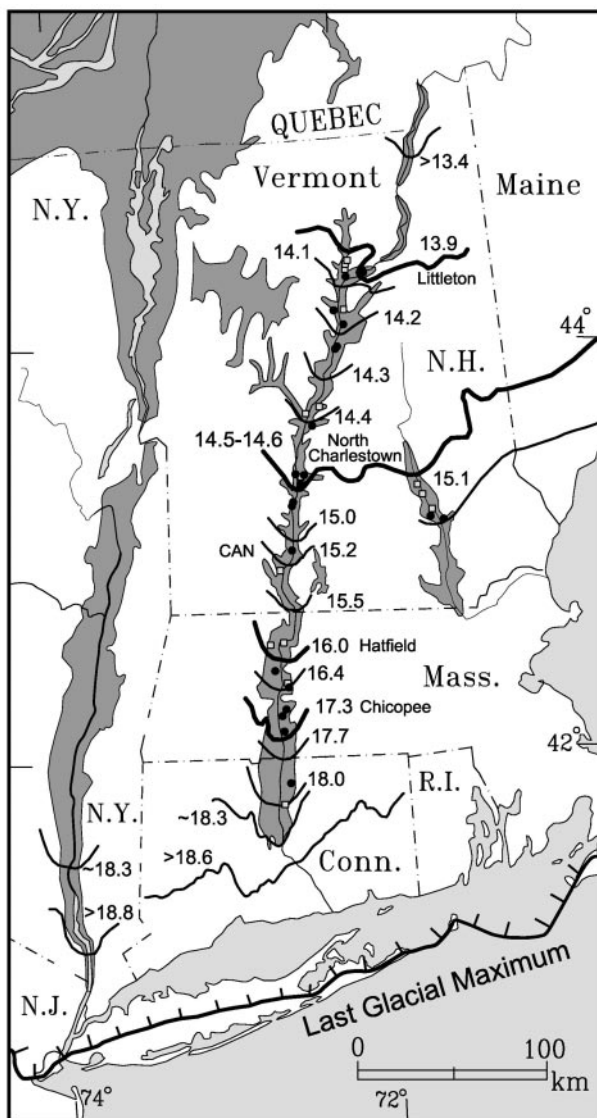 QUEBEC
Vermont
>13.4
N.Y.
Maine
14.1
13.9
Littleton
14.2
44°
N.H.
14.3
14.4
14.5-14.6
North
Charlestown
15.1
15.0
CAN
15.2
15.5
16.0 Hatfield
16.4
Mass.
17.3 Chicopee
42°
17.7
18.0
R.I.
N.Y.
~18.3
~18.3
>18.6
Conn.
>18.8
Last Glacial Maximum
N.J.
0 100
km
74°
72°